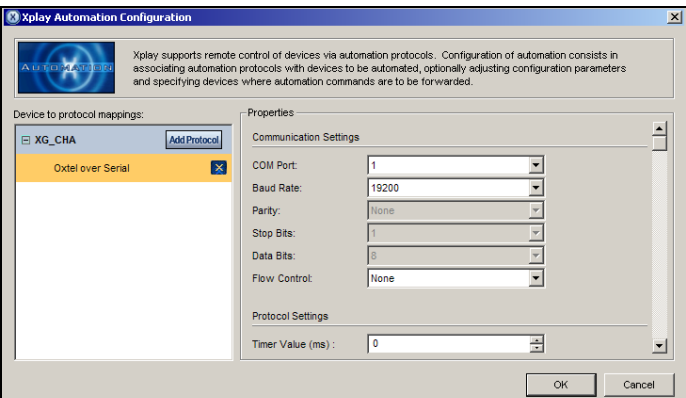 Xplay Automation Configuration
AUTOMATION
Xplay supports remote control of devices via automation protocols. Configuration of automation consists in
associating automation protocols with devices to be automated, optionally adjusting configuration parameters
and specifying devices where automation commands are to be forwarded.
Device to protocol mappings:
XG_CHA
Add Protocol
Oxtel over Serial
Properties
Communication Settings
COM Port: 1
Baud Rate: 19200
Parity: None
Stop Bits: 1
Data Bits: 8
Flow Control: None
Protocol Settings
Timer Value (ms) : 0
OK
Cancel